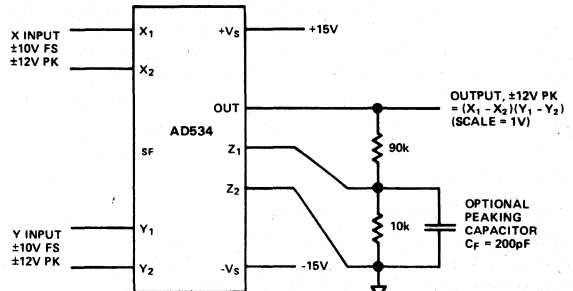 X INPUT
±10V FS
±12V PK
X1
X2
+VS
+15V
OUT
OUTPUT, ±12V PK
= (X1 - X2)(Y1 - Y2)
(SCALE = 1V)
AD534
SF
Z1
90k
Z2
10k
OPTIONAL
PEAKING
CAPACITOR
CF = 200pF
Y INPUT
±10V FS
±12V PK
Y1
Y2
-VS
-15V